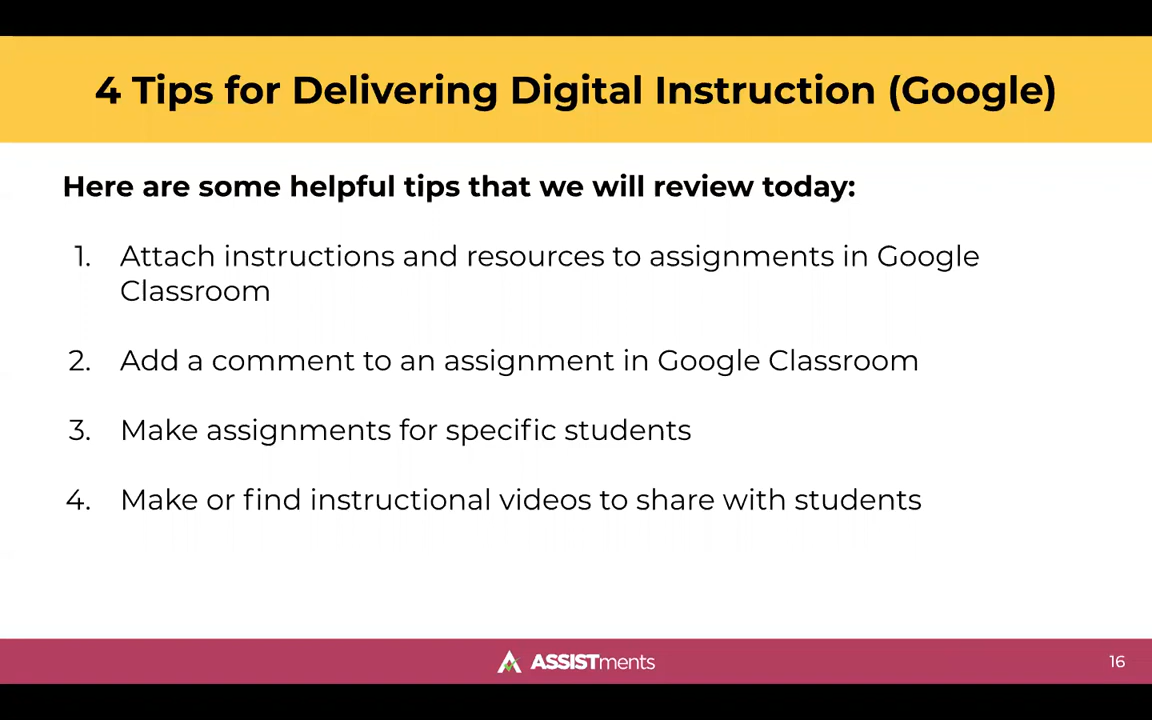 4 Tips for Delivering Digital Instruction (Google)
Here are some helpful tips that we will review today:
1. Attach instructions and resources to assignments in Google
Classroom
2. Add a comment to an assignment in Google Classroom
3. Make assignments for specific students
4. Make or find instructional videos to share with students
ASSISTments
16